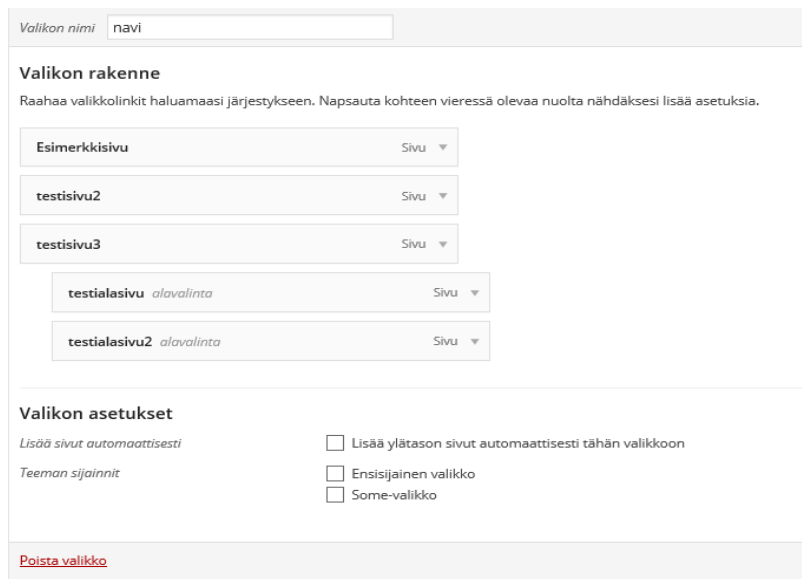 Valikon nimi navi
Valikon rakenne
Raahaa valikkolinkit haluamaasi järjestykseen. Napsauta kohteen vieressä olevaa nuolta nähdäksesi lisää asetuksia.
Esimerkkisivu Sivu
testisivu2 Sivu
testisivu3 Sivu
testialasivu alavalinta Sivu
testialasivu2 alavalinta Sivu
Valikon asetukset
Lisää sivut automaattisesti Lisää ylätason sivut automaattisesti tähän valikkoon
Teeman sijainnit Ensisijainen valikko
Some-valikko
Poista valikko